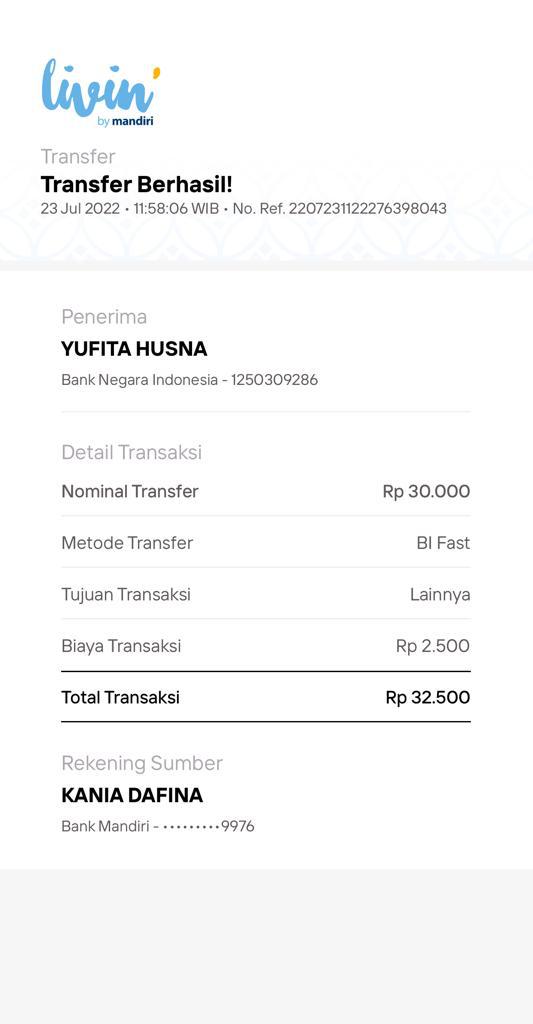 livin'
by mandiri
Transfer
Transfer Berhasil!
23 Jul 2022 • 11:58:06 WIB • No. Ref. 2207231122276398043
Penerima
YUFITA HUSNA
Bank Negara Indonesia - 1250309286
Detail Transaksi
Nominal Transfer Rp 30.000
Metode Transfer BI Fast
Tujuan Transaksi Lainnya
Biaya Transaksi Rp 2.500
Total Transaksi Rp 32.500
Rekening Sumber
KANIA DAFINA
Bank Mandiri - •••••••••9976